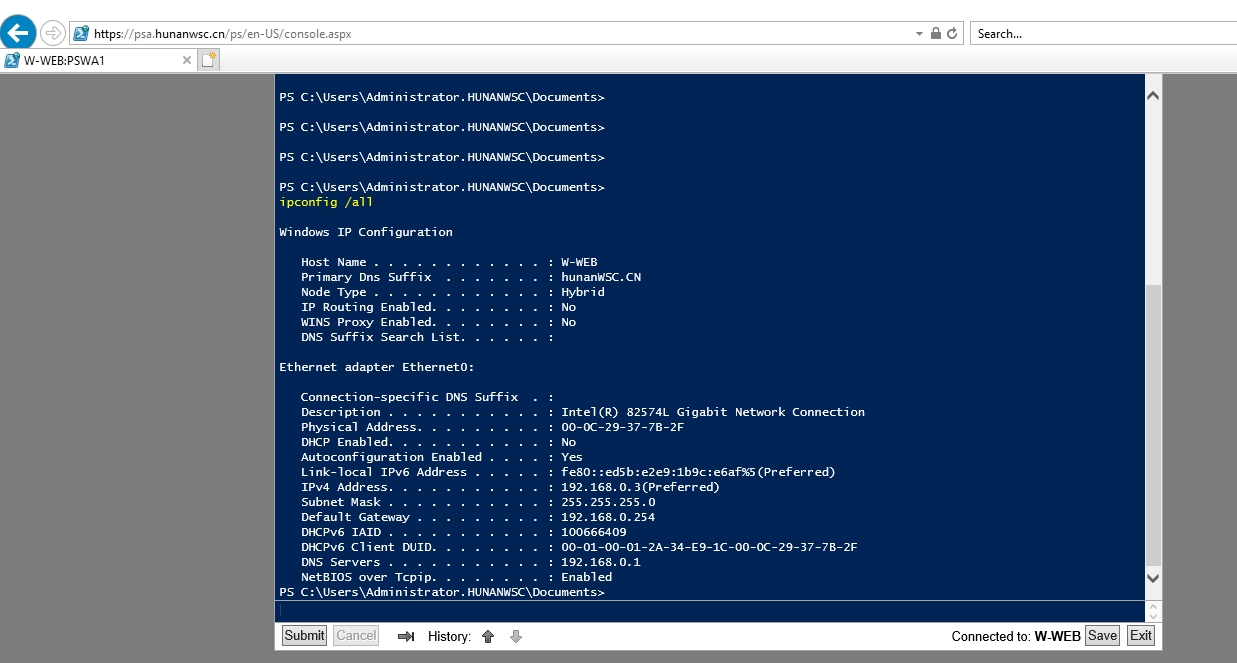 https://psa.hunanwsc.cn/ps/en-US/console.aspx
Search...
W-WEB:PSWA1
PS C:\Users\Administrator.HUNANWSC\Documents>
PS C:\Users\Administrator.HUNANWSC\Documents>
PS C:\Users\Administrator.HUNANWSC\Documents>
PS C:\Users\Administrator.HUNANWSC\Documents>
ipconfig /all
Windows IP Configuration
Host Name . . . . . . . . . . . . : W-WEB
Primary Dns Suffix  . . . . . . . : hunanWSC.CN
Node Type . . . . . . . . . . . . : Hybrid
IP Routing Enabled. . . . . . . . : No
WINS Proxy Enabled. . . . . . . . : No
DNS Suffix Search List. . . . . . :
Ethernet adapter Ethernet0:
Connection-specific DNS Suffix  . :
Description . . . . . . . . . . . : Intel(R) 82574L Gigabit Network Connection
Physical Address. . . . . . . . . : 00-0C-29-37-7B-2F
DHCP Enabled. . . . . . . . . . . : No
Autoconfiguration Enabled . . . . : Yes
Link-local IPv6 Address . . . . . : fe80::ed5b:e2e9:1b9c:e6af%5(Preferred)
IPv4 Address. . . . . . . . . . . : 192.168.0.3(Preferred)
Subnet Mask . . . . . . . . . . . : 255.255.255.0
Default Gateway . . . . . . . . . : 192.168.0.254
DHCPv6 IAID . . . . . . . . . . . : 100666409
DHCPv6 Client DUID. . . . . . . . : 00-01-00-01-2A-34-E9-1C-00-0C-29-37-7B-2F
DNS Servers . . . . . . . . . . . : 192.168.0.1
NetBIOS over Tcpip. . . . . . . . : Enabled
PS C:\Users\Administrator.HUNANWSC\Documents>
Submit Cancel History: Connected to: W-WEB Save Exit